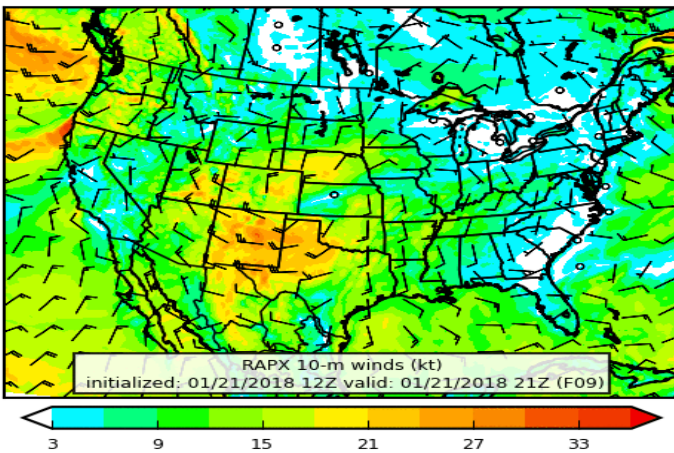 RAPX 10-m winds (kt)
initialized: 01/21/2018 12Z valid: 01/21/2018 21Z (F09)
3 9 15 21 27 33